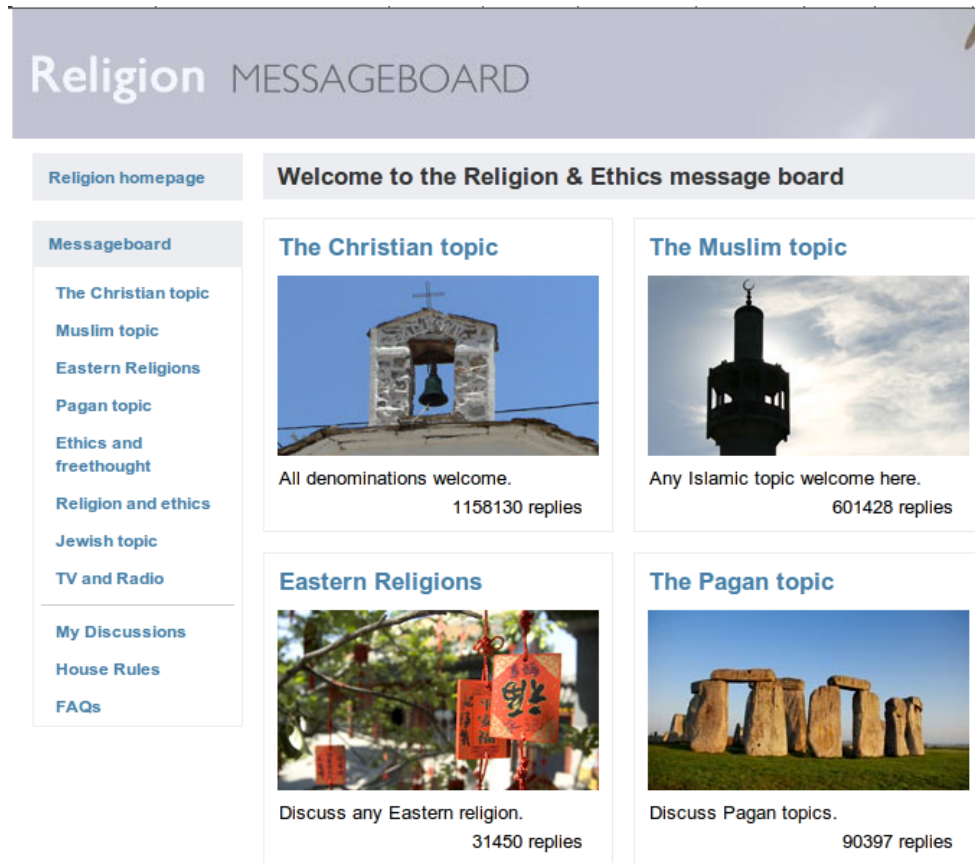 Religion MESSAGEBOARD
Religion homepage
Messageboard
The Christian topic
Muslim topic
Eastern Religions
Pagan topic
Ethics and
freethought
Religion and ethics
Jewish topic
TV and Radio
My Discussions
House Rules
FAQs
Welcome to the Religion & Ethics message board
The Christian topic
All denominations welcome.
1158130 replies
The Muslim topic
Any Islamic topic welcome here.
601428 replies
Eastern Religions
福
Discuss any Eastern religion.
31450 replies
The Pagan topic
Discuss Pagan topics.
90397 replies